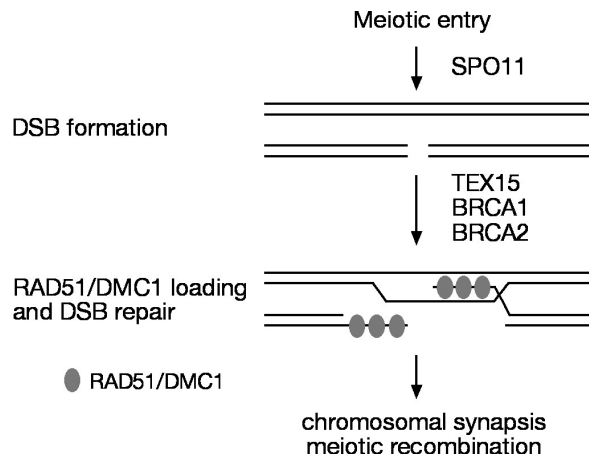 Meiotic entry
SPO11
DSB formation
TEX15
BRCA1
BRCA2
RAD51/DMC1 loading
and DSB repair
RAD51/DMC1
chromosomal synapsis
meiotic recombination